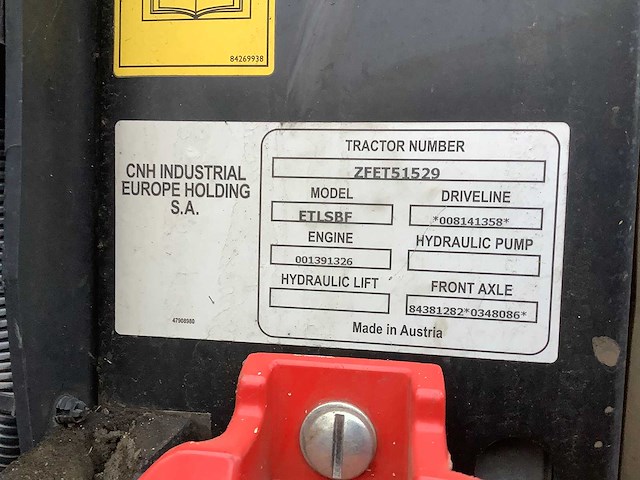 84269938
CNH INDUSTRIAL
EUROPE HOLDING
S.A.
47908980
TRACTOR NUMBER
ZFET51529
MODEL
ETLSBF
DRIVELINE
*008141358*
ENGINE
001391326
HYDRAULIC PUMP
HYDRAULIC LIFT
FRONT AXLE
84381282*0348086*
Made in Austria